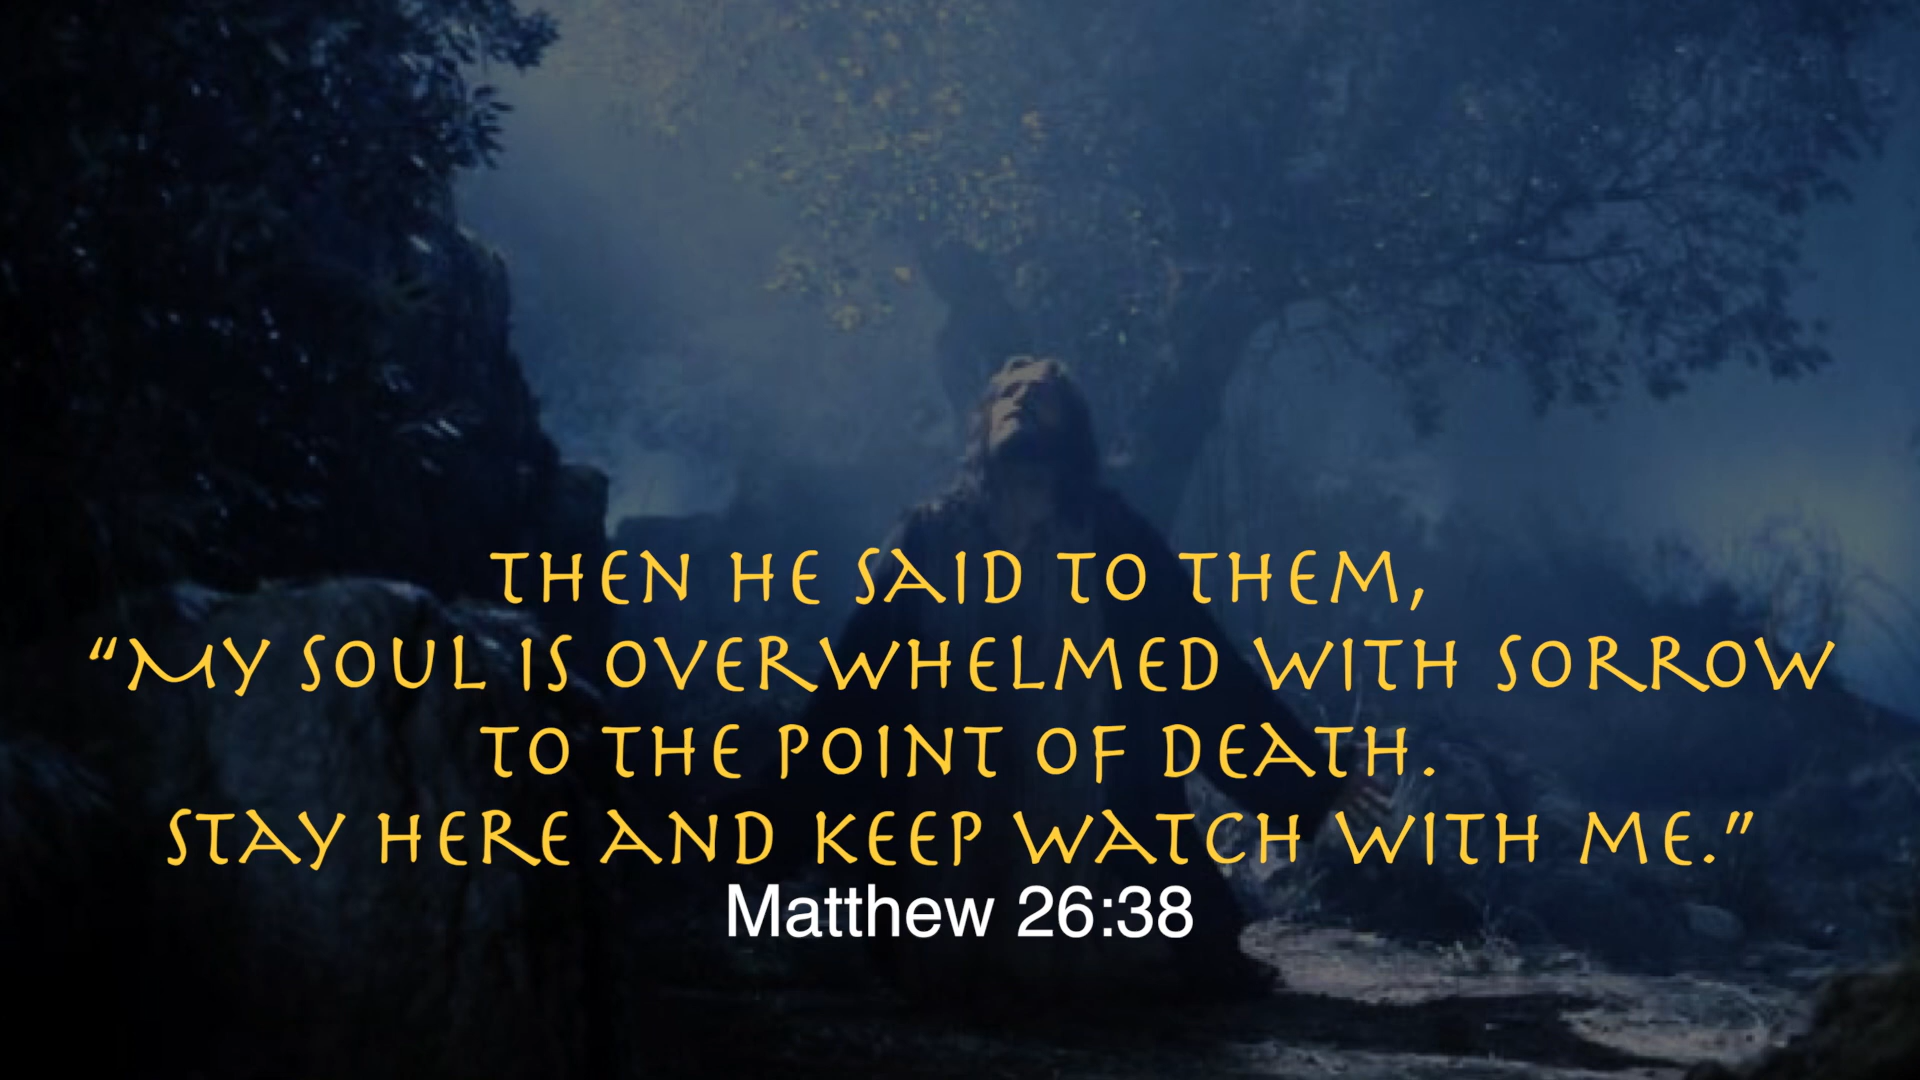 Then he said to them,
“My soul is overwhelmed with sorrow
to the point of death.
Stay here and keep watch with me.”
Matthew 26:38